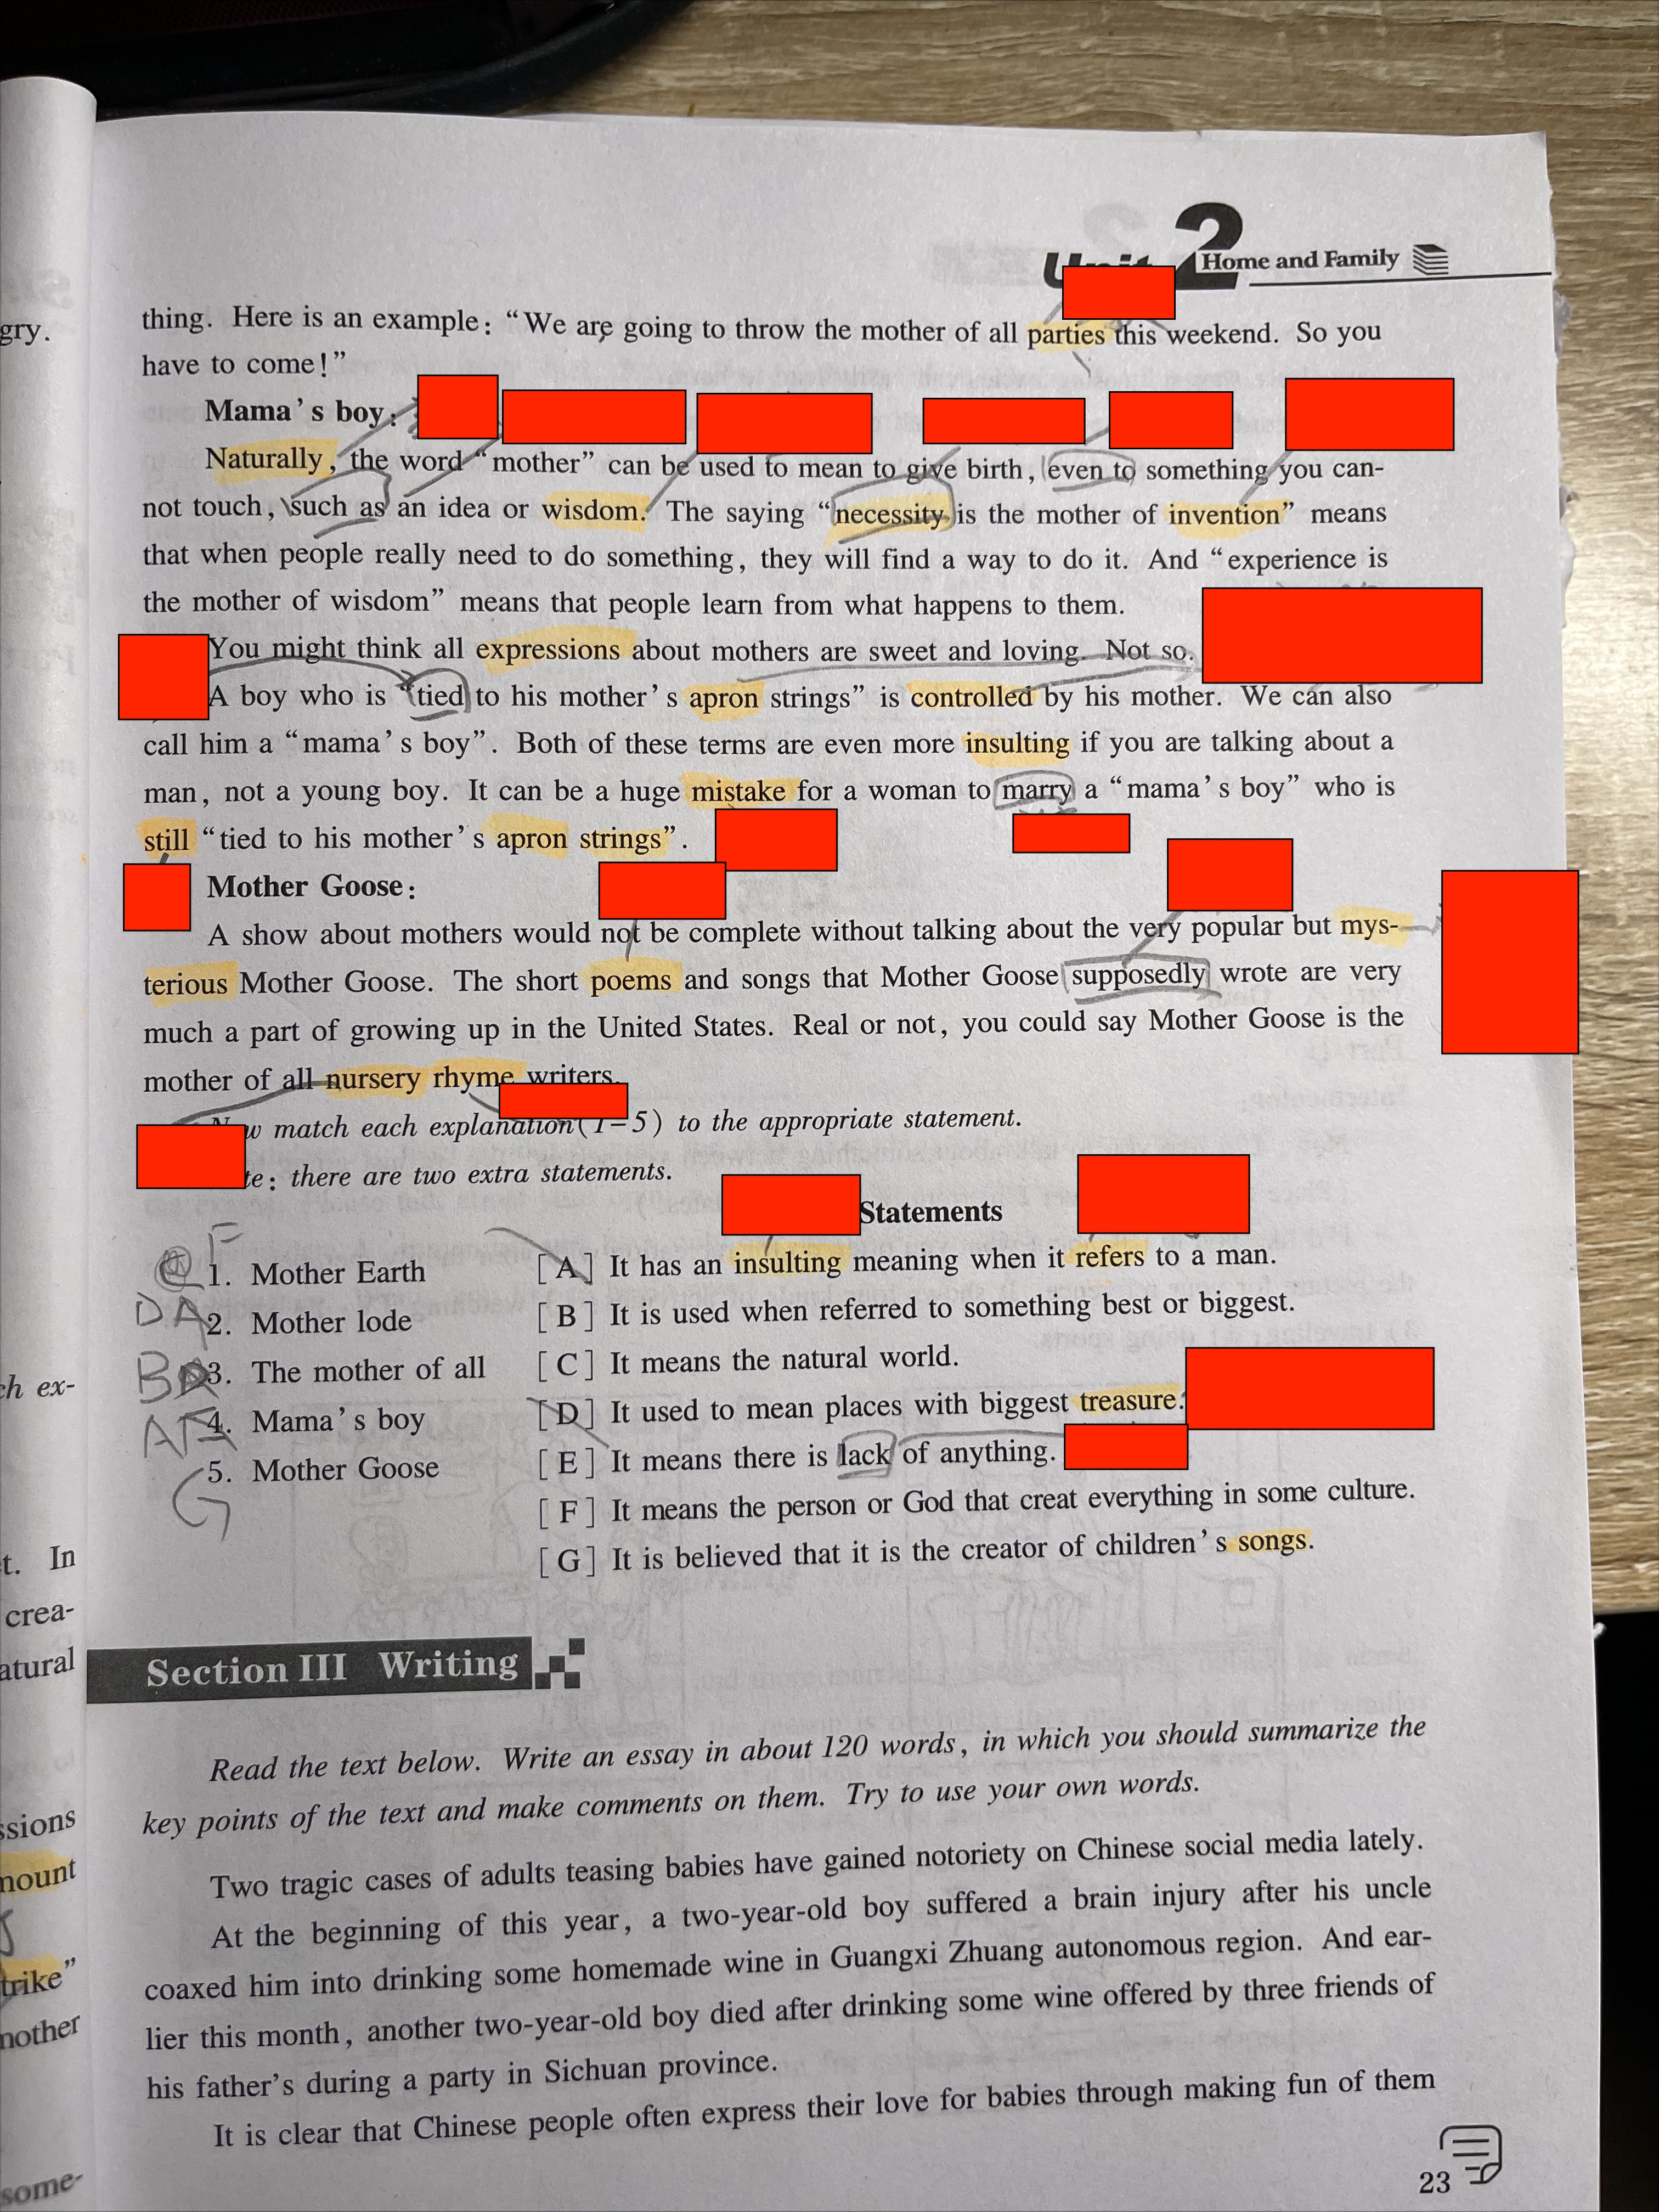 2 Home and Family
thing. Here is an example: “We are going to throw the mother of all parties this weekend. So you
have to come!”
Mama’s boy:
Naturally, the word “mother” can be used to mean to give birth, even to something you can-
not touch, such as an idea or wisdom. The saying “necessity is the mother of invention” means
that when people really need to do something, they will find a way to do it. And “experience is
the mother of wisdom” means that people learn from what happens to them.
You might think all expressions about mothers are sweet and loving. Not so.
A boy who is “tied to his mother’s apron strings” is controlled by his mother. We can also
call him a “mama’s boy”. Both of these terms are even more insulting if you are talking about a
man, not a young boy. It can be a huge mistake for a woman to marry a “mama’s boy” who is
still “tied to his mother’s apron strings”.
Mother Goose:
A show about mothers would not be complete without talking about the very popular but mys-
terious Mother Goose. The short poems and songs that Mother Goose supposedly wrote are very
much a part of growing up in the United States. Real or not, you could say Mother Goose is the
mother of all nursery rhyme writers.
match each explanation(1-5) to the appropriate statement.
te: there are two extra statements.
Statements
F
1. Mother Earth [A] It has an insulting meaning when it refers to a man.
D A 2. Mother lode [B] It is used when referred to something best or biggest.
B 3. The mother of all [C] It means the natural world.
A F 4. Mama’s boy [D] It used to mean places with biggest treasure.
5. Mother Goose [E] It means there is lack of anything.
G [F] It means the person or God that creat everything in some culture.
[G] It is believed that it is the creator of children’s songs.
Section III Writing
Read the text below. Write an essay in about 120 words, in which you should summarize the
key points of the text and make comments on them. Try to use your own words.
Two tragic cases of adults teasing babies have gained notoriety on Chinese social media lately.
At the beginning of this year, a two-year-old boy suffered a brain injury after his uncle
coaxed him into drinking some homemade wine in Guangxi Zhuang autonomous region. And ear-
lier this month, another two-year-old boy died after drinking some wine offered by three friends of
his father’s during a party in Sichuan province.
It is clear that Chinese people often express their love for babies through making fun of them
23
gry.
ch ex-
t. In
crea-
atural
ssions
mount
trike”
mother
some-